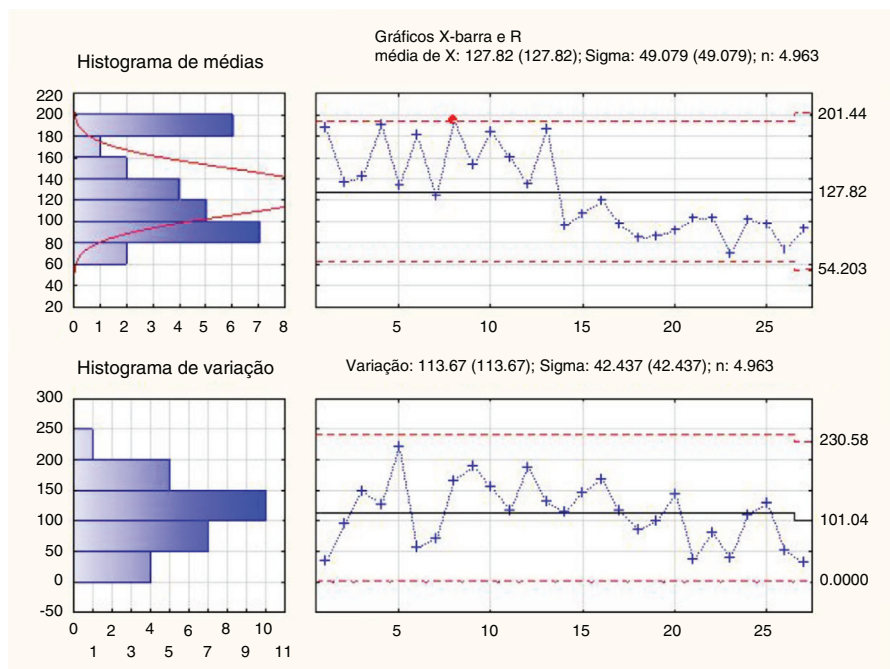 Gráficos X-barra e R
média de X: 127.82 (127.82); Sigma: 49.079 (49.079); n: 4.963
Histograma de médias
220
200
180
160
140
120
100
80
60
40
20
0 1 2 3 4 5 6 7 8
201.44
127.82
54.203
5 10 15 20 25
Histograma de variação
Variação: 113.67 (113.67); Sigma: 42.437 (42.437); n: 4.963
300
250
200
150
100
50
0
-50
0 2 4 6 8 10
1 3 5 7 9 11
230.58
101.04
0.0000
5 10 15 20 25